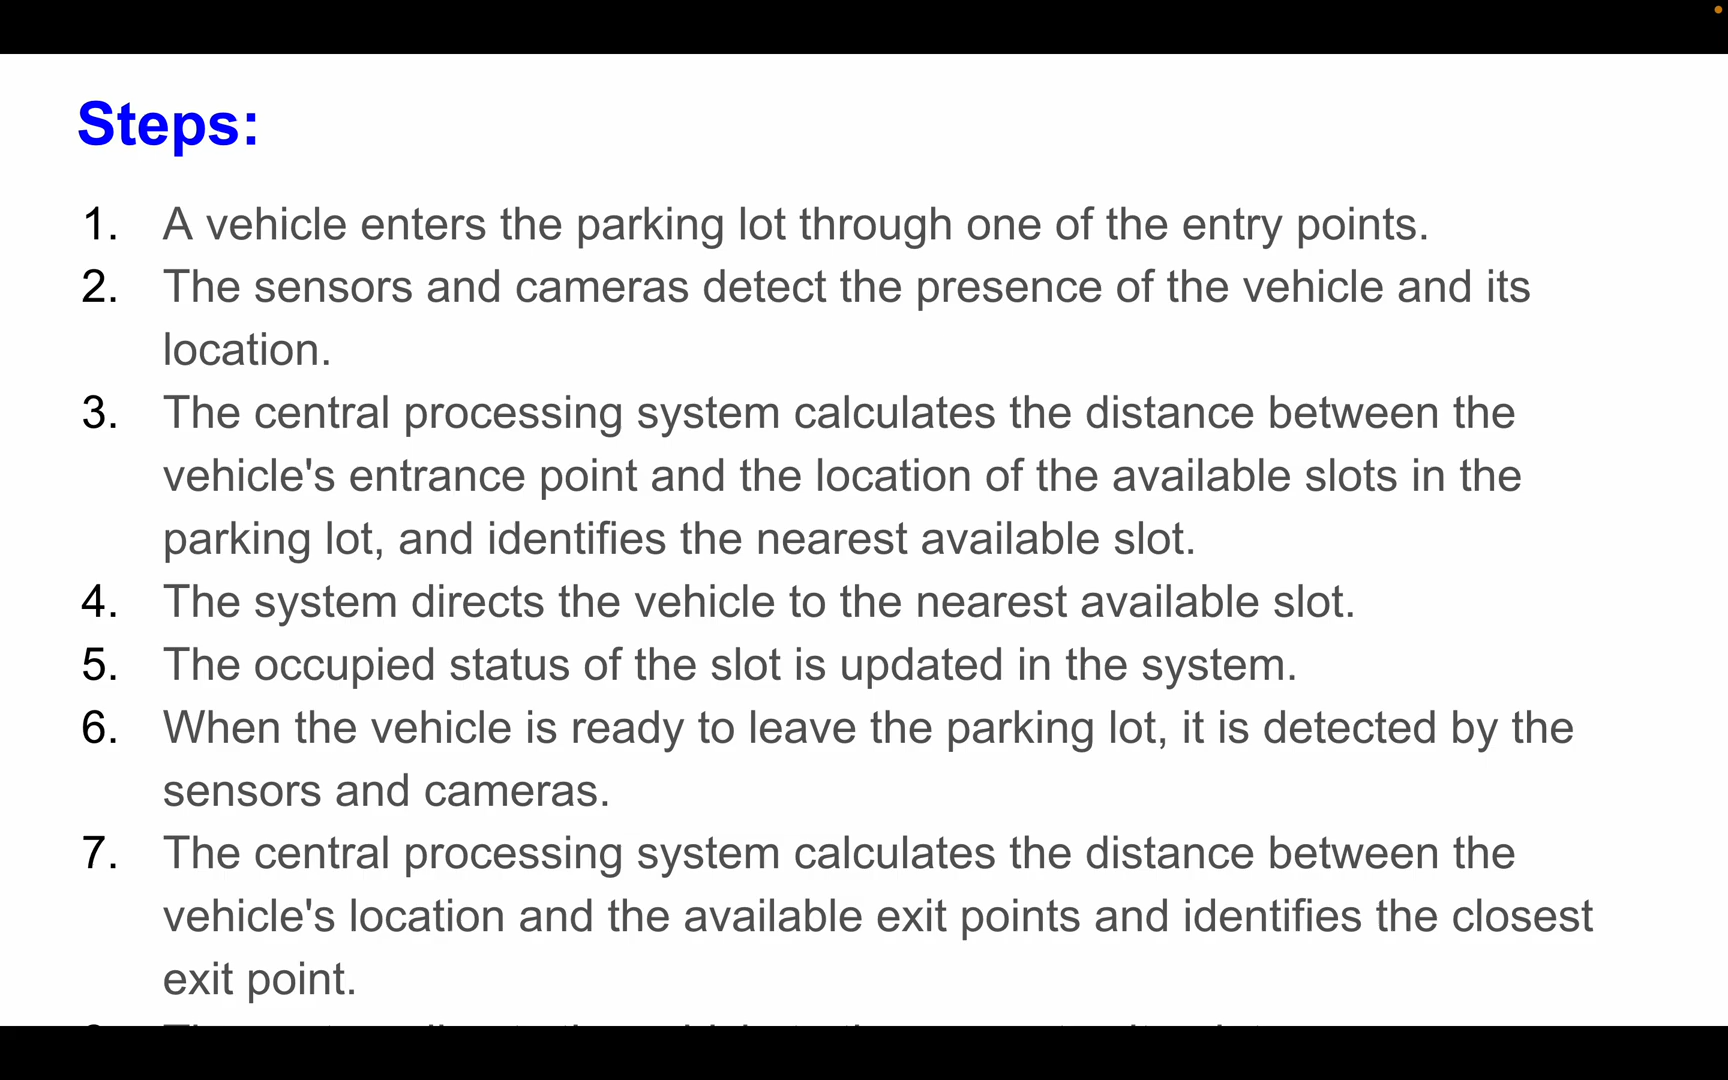 Steps:
1. A vehicle enters the parking lot through one of the entry points.
2. The sensors and cameras detect the presence of the vehicle and its
location.
3. The central processing system calculates the distance between the
vehicle's entrance point and the location of the available slots in the
parking lot, and identifies the nearest available slot.
4. The system directs the vehicle to the nearest available slot.
5. The occupied status of the slot is updated in the system.
6. When the vehicle is ready to leave the parking lot, it is detected by the
sensors and cameras.
7. The central processing system calculates the distance between the
vehicle's location and the available exit points and identifies the closest
exit point.